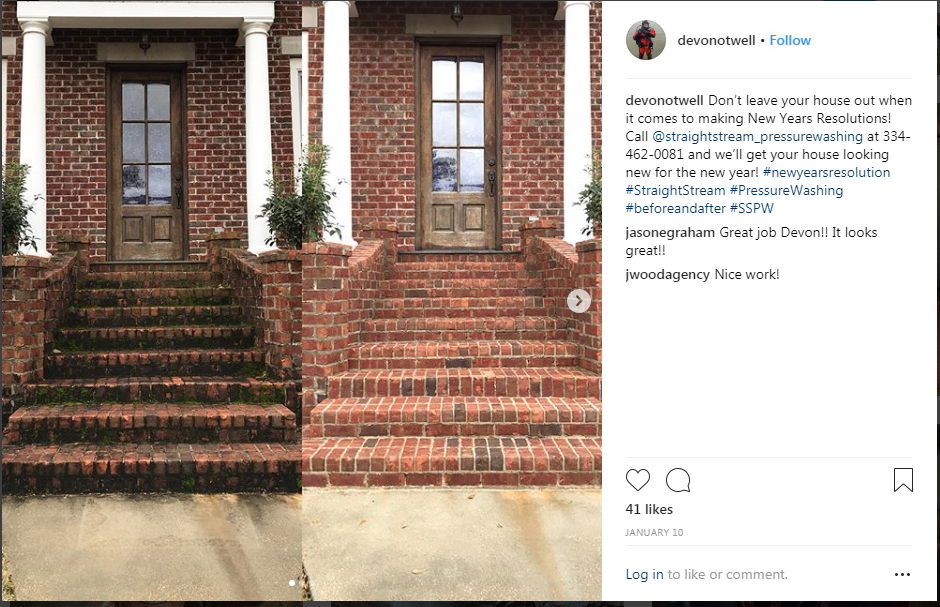 devonotwell • Follow
devonotwell Don't leave your house out when
it comes to making New Years Resolutions!
Call @straightstream_pressurewashing at 334-
462-0081 and we'll get your house looking
new for the new year! #newyearsresolution
#StraightStream #PressureWashing
#beforeandafter #SSPW
jasonegraham Great job Devon!! It looks
great!!
jwoodagency Nice work!
41 likes
JANUARY 10
Log in to like or comment.